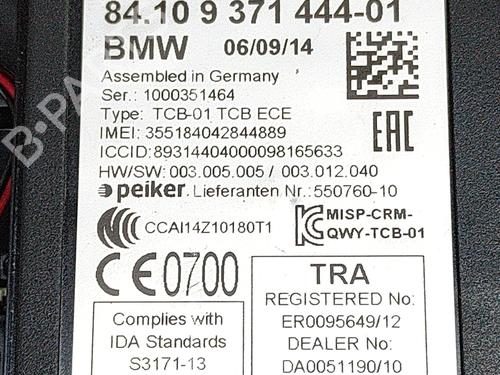 84.10 9 371 444-01
BMW 06/09/14
Assembled in Germany
Ser.: 1000351464
Type: TCB-01 TCB ECE
IMEI: 355184042844889
ICCID:89314404000098165633
HW/SW: 003.005.005 / 003.012.040
peiker. Lieferanten Nr.:550760-10
EAC
CCAI14Z10180T1
MISP-CRM-
QWY-TCB-01
CE0700
Complies with
IDA Standards
S3171-13
TRA
REGISTERED No:
ER0095649/12
DEALER No:
DA0051190/10
B-PA